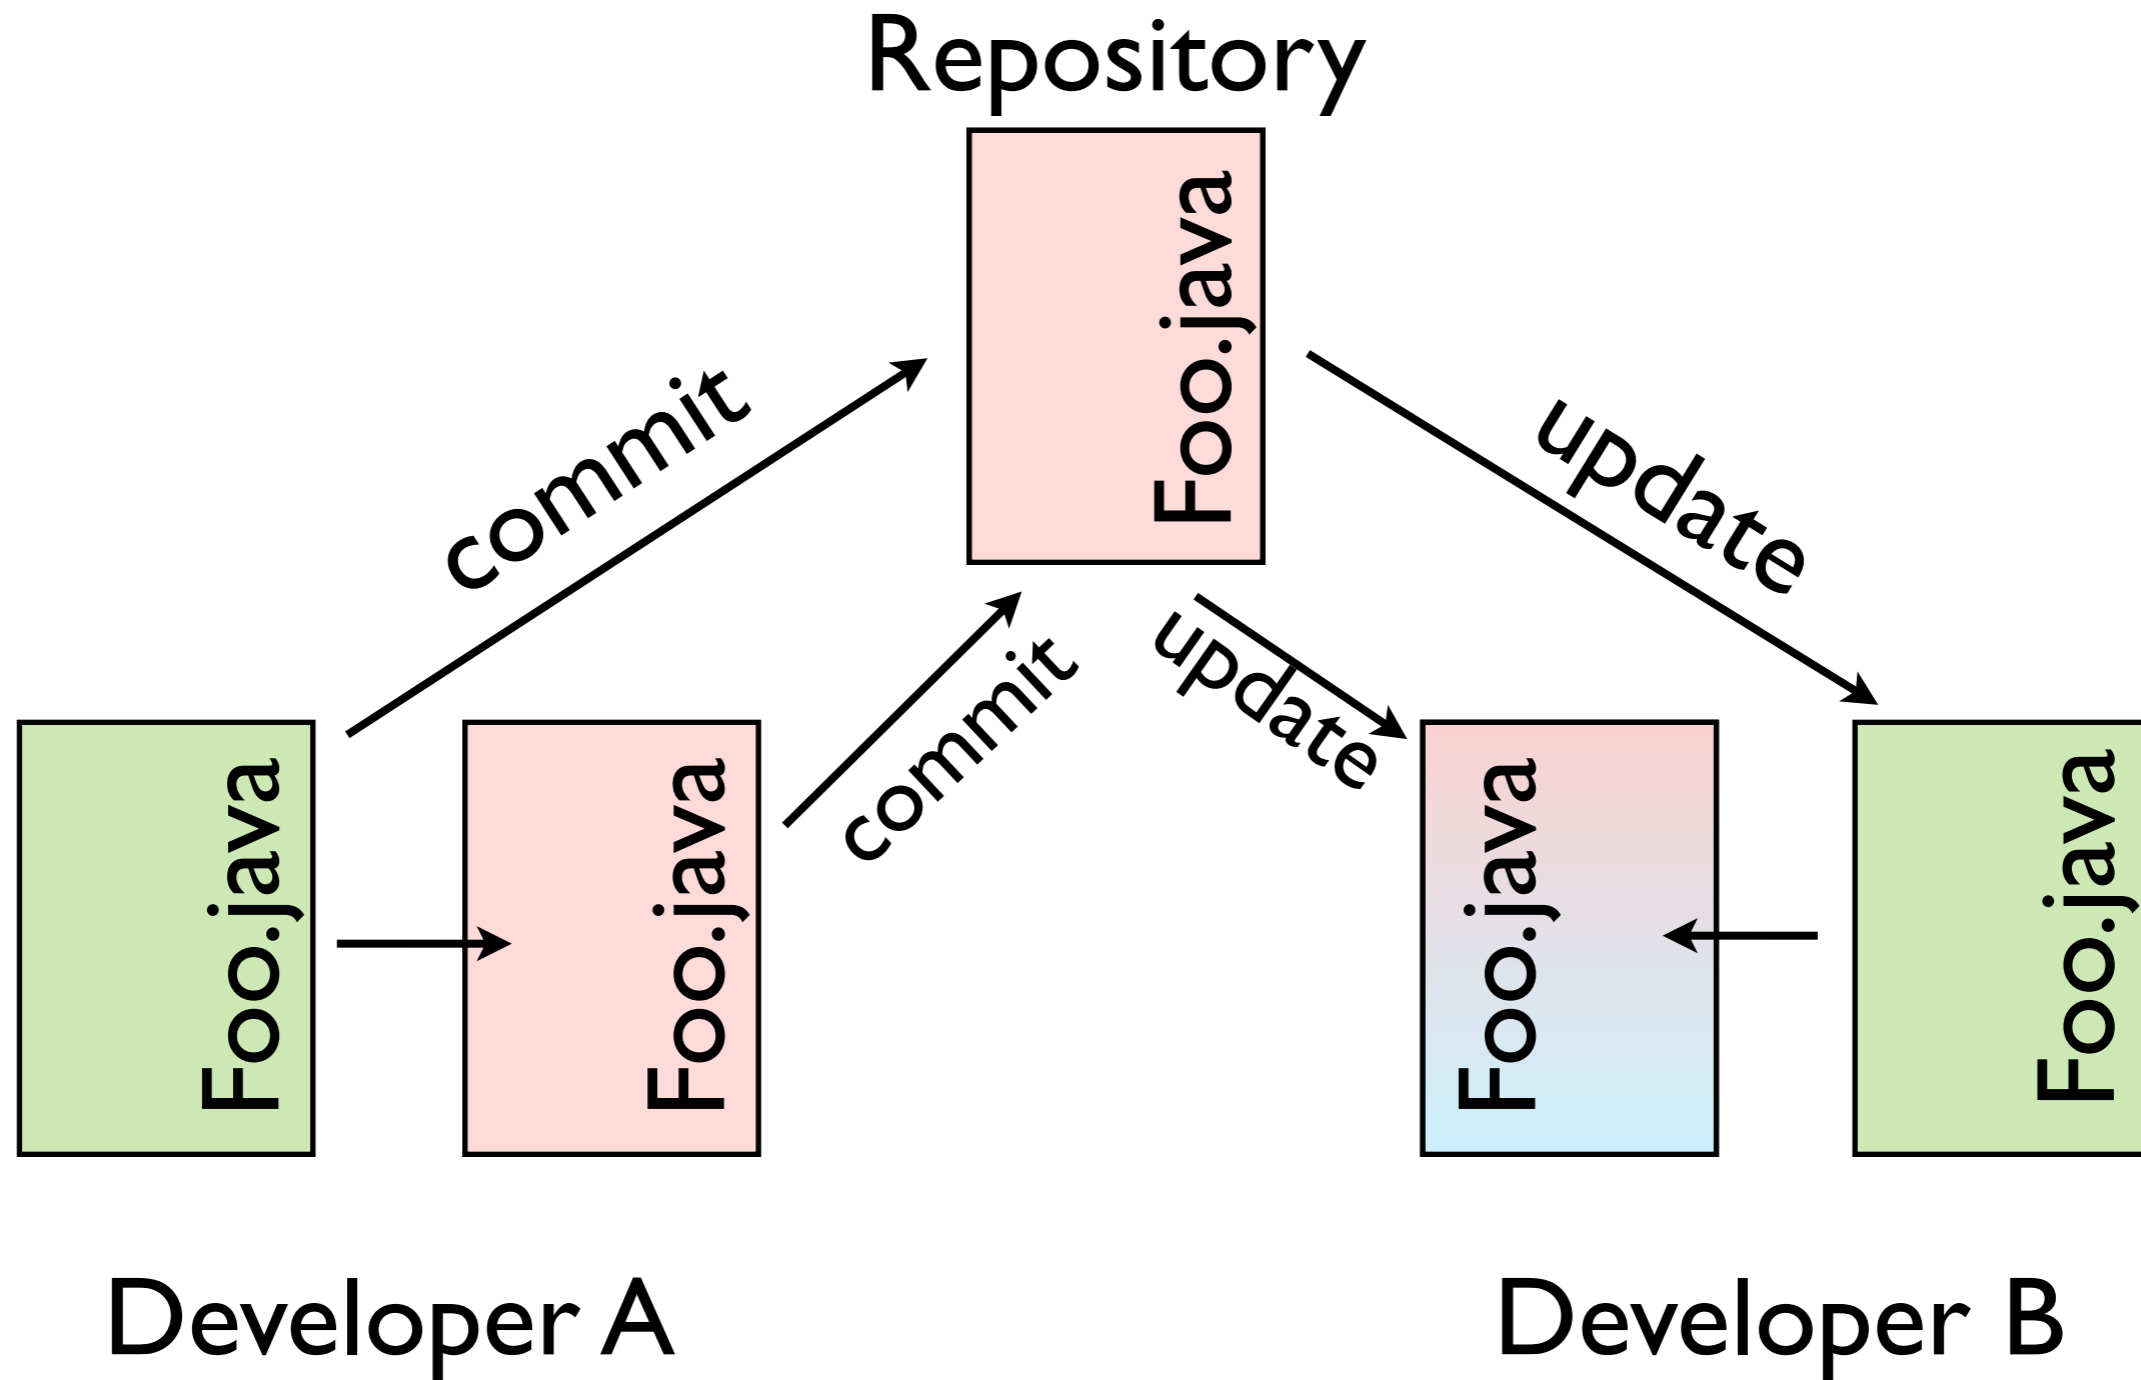 Repository
Foo.java
commit
update
commit
update
Foo.java
Foo.java
Foo.java
Foo.java
Developer A
Developer B